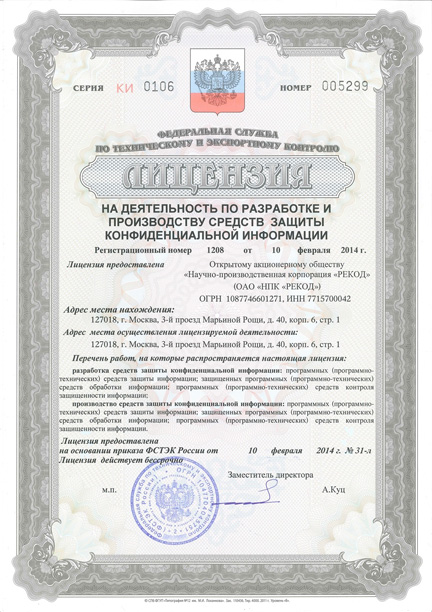 СЕРИЯ КИ 0106 НОМЕР 005299
ФЕДЕРАЛЬНАЯ СЛУЖБА
ПО ТЕХНИЧЕСКОМУ И ЭКСПОРТНОМУ КОНТРОЛЮ
ЛИЦЕНЗИЯ
НА ДЕЯТЕЛЬНОСТЬ ПО РАЗРАБОТКЕ И
ПРОИЗВОДСТВУ СРЕДСТВ ЗАЩИТЫ
КОНФИДЕНЦИАЛЬНОЙ ИНФОРМАЦИИ
Регистрационный номер 1208 от 10 февраля 2014 г.
Лицензия предоставлена Открытому акционерному обществу
«Научно-производственная корпорация «РЕКОД»
(ОАО «НПК «РЕКОД»)
ОГРН 1087746601271, ИНН 7715700042
Адрес места нахождения:
127018, г. Москва, 3-й проезд Марьиной Рощи, д. 40, корп. 6, стр. 1
Адрес места осуществления лицензируемой деятельности:
127018, г. Москва, 3-й проезд Марьиной Рощи, д. 40, корп. 6, стр. 1
Перечень работ, на которые распространяется настоящая лицензия:
разработка средств защиты конфиденциальной информации: программных (программно-
технических) средств защиты информации; защищенных программных (программно-технических)
средств обработки информации; программных (программно-технических) средств контроля
защищенности информации;
производство средств защиты конфиденциальной информации: программных (программно-
технических) средств защиты информации; защищенных программных (программно-технических)
средств обработки информации; программных (программно-технических) средств контроля
защищенности информации.
Лицензия предоставлена
на основании приказа ФСТЭК России от 10 февраля 2014 г. № 31-л
Лицензия действует бессрочно
Заместитель директора
м.п. А.Куц